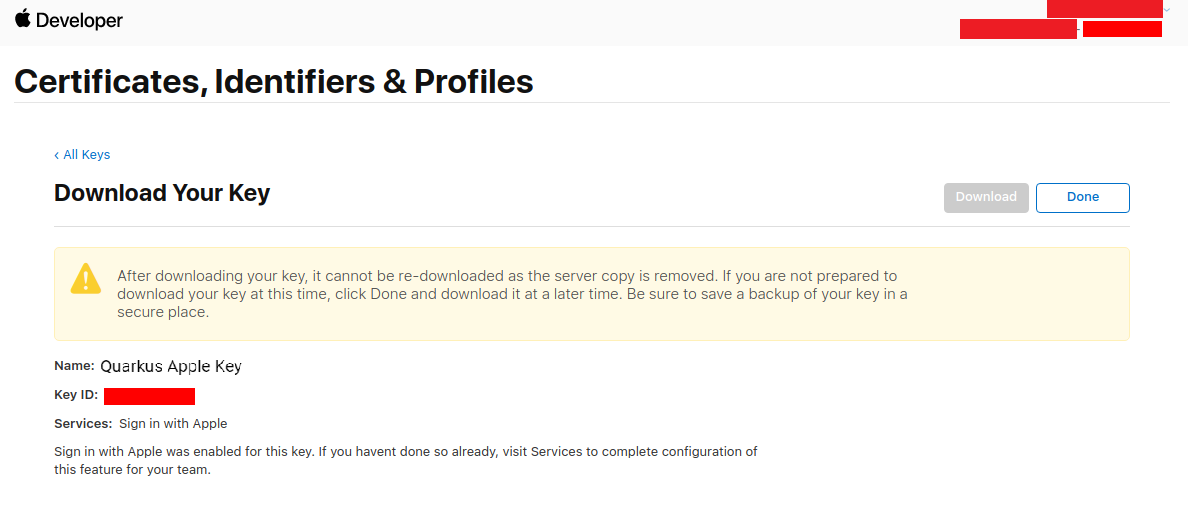 Developer
Certificates, Identifiers & Profiles
‹ All Keys
Download Your Key
Download
Done
After downloading your key, it cannot be re-downloaded as the server copy is removed. If you are not prepared to
download your key at this time, click Done and download it at a later time. Be sure to save a backup of your key in a
secure place.
Name: Quarkus Apple Key
Key ID:
Services: Sign in with Apple
Sign in with Apple was enabled for this key. If you havent done so already, visit Services to complete configuration of
this feature for your team.